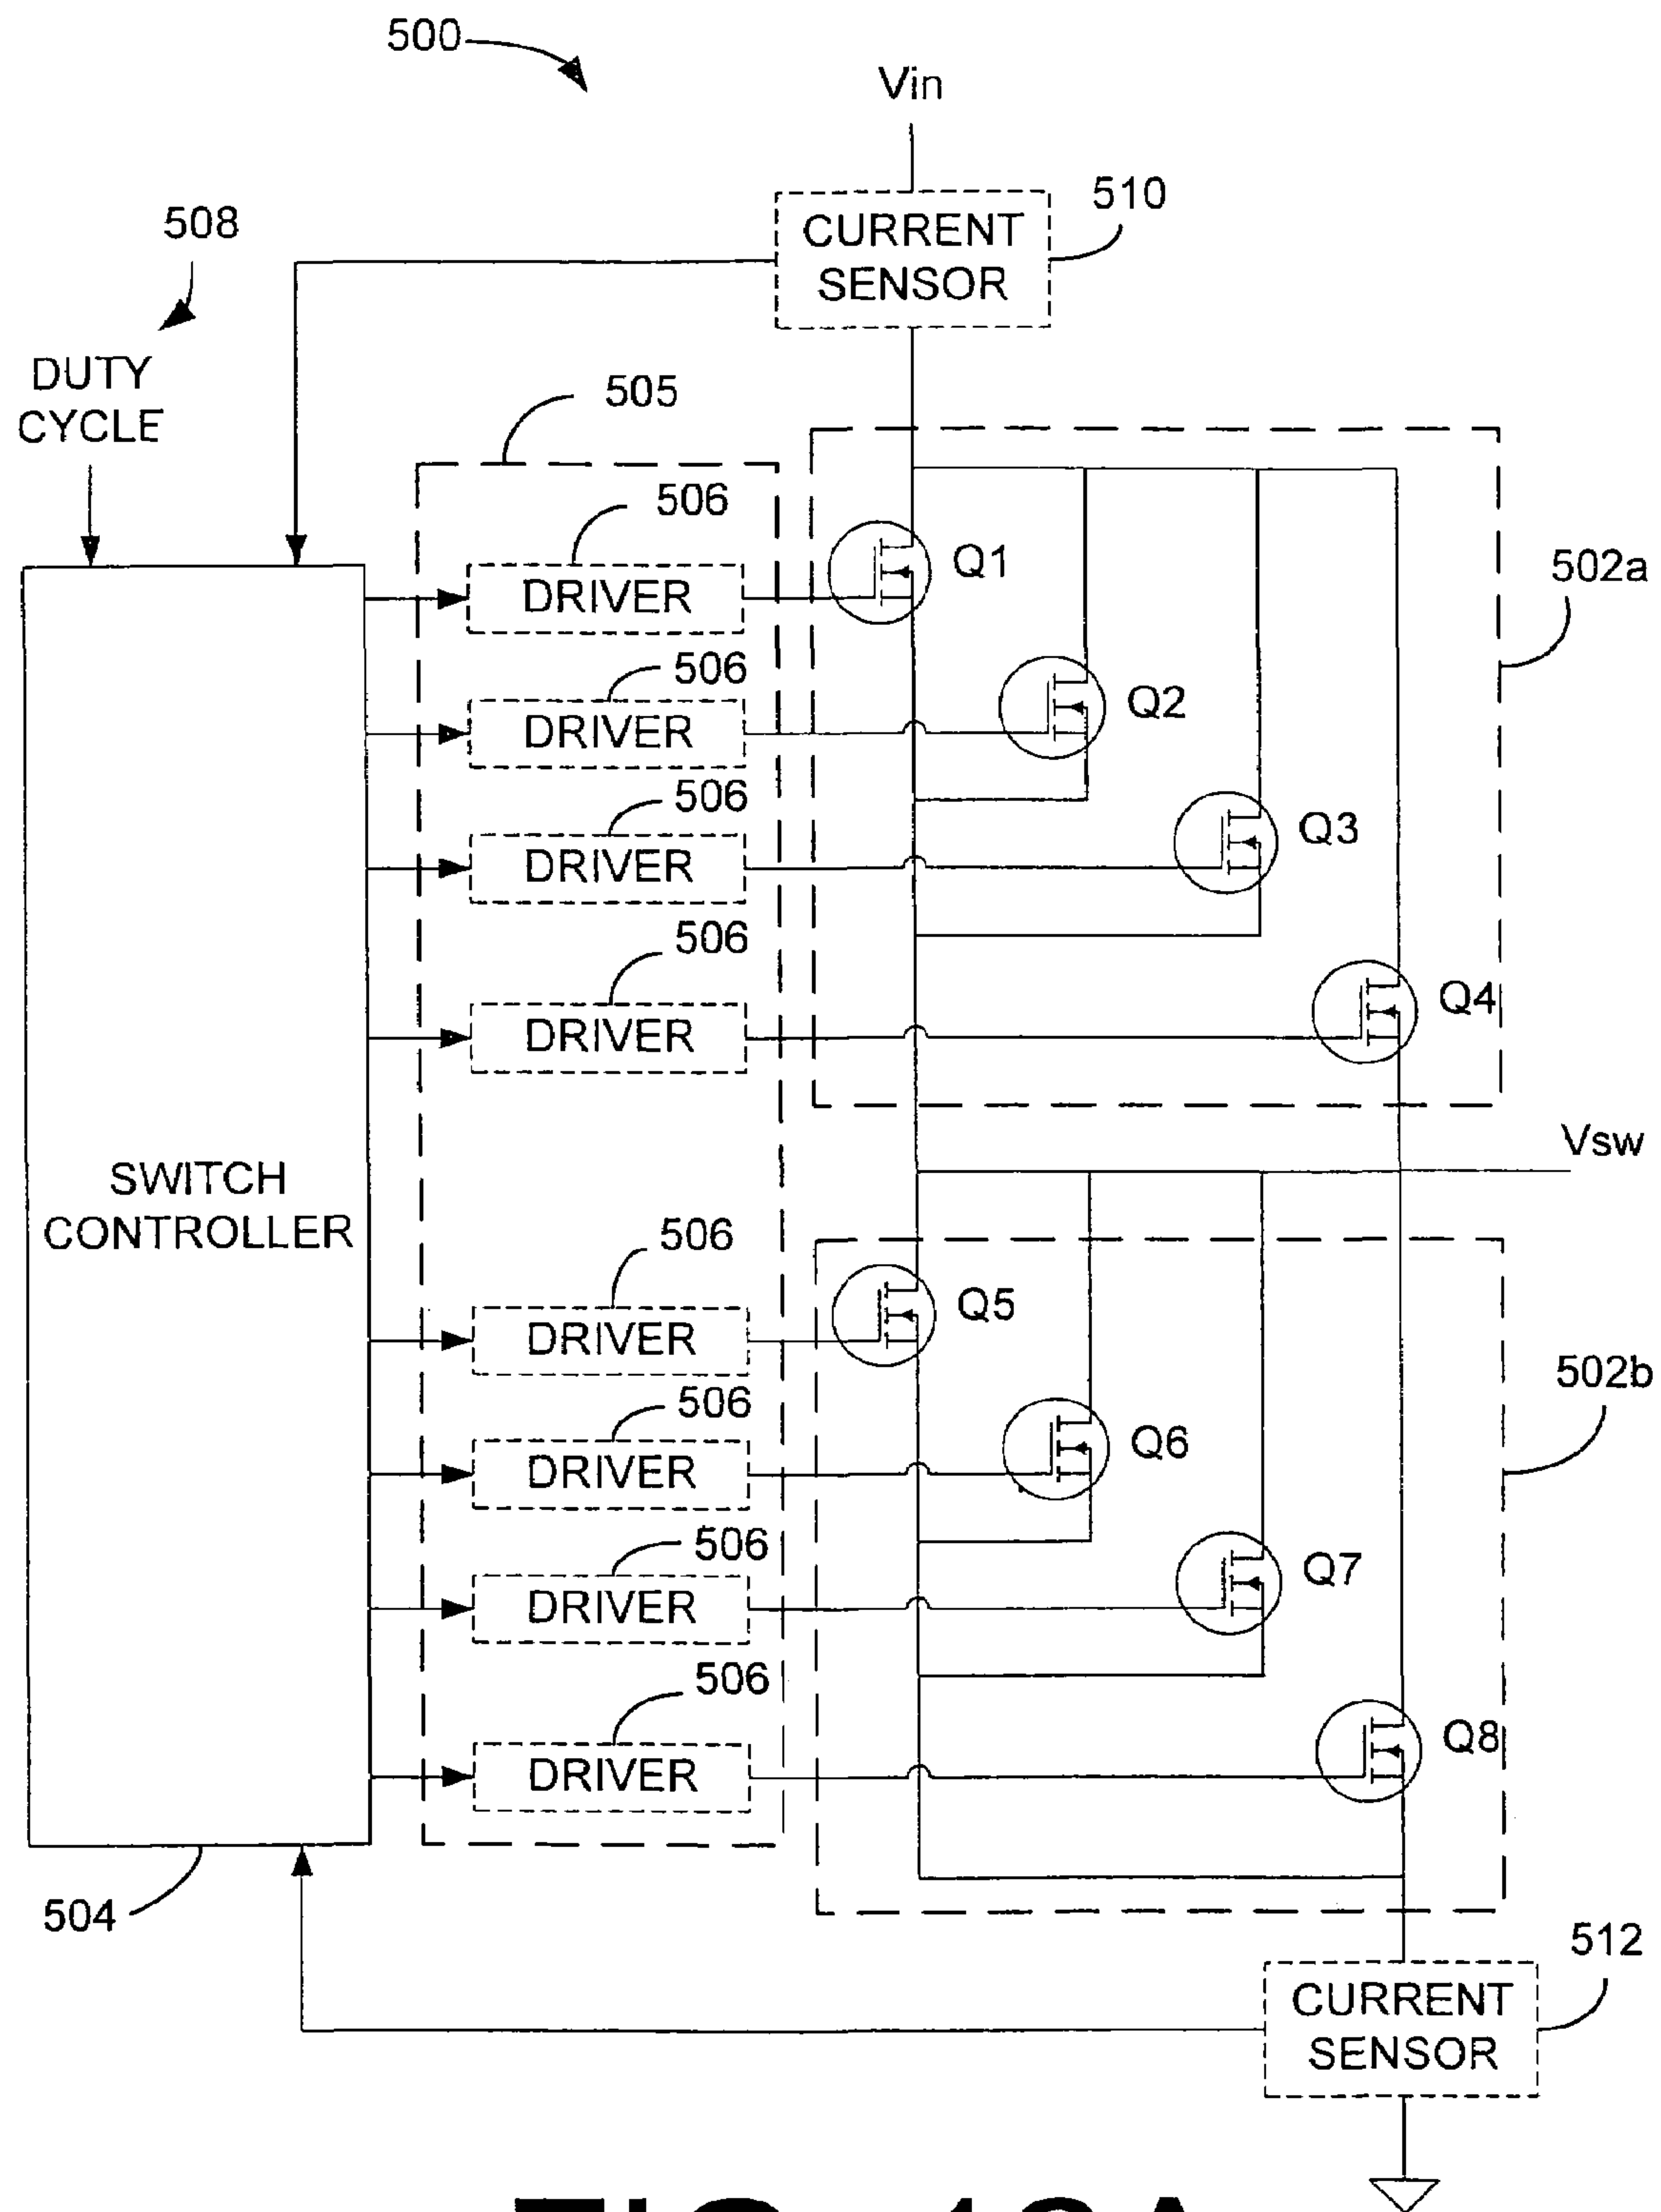 500
Vin
CURRENT
SENSOR
510
508
DUTY
CYCLE
505
506
DRIVER
Q1
502a
506
DRIVER
Q2
506
DRIVER
Q3
506
DRIVER
Q4
Vsw
SWITCH
CONTROLLER
506
DRIVER
Q5
502b
506
DRIVER
Q6
506
DRIVER
Q7
506
DRIVER
Q8
504
512
CURRENT
SENSOR